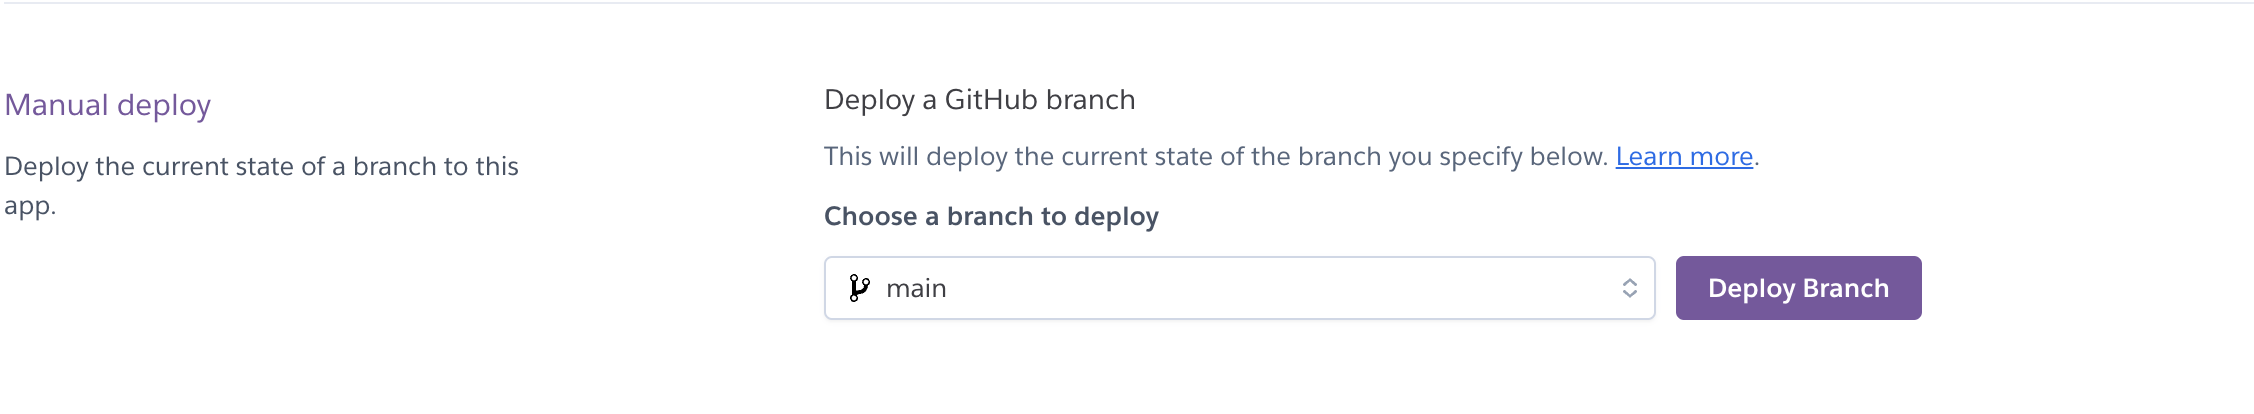 Manual deploy
Deploy the current state of a branch to this
app.
Deploy a GitHub branch
This will deploy the current state of the branch you specify below. Learn more.
Choose a branch to deploy
main
Deploy Branch